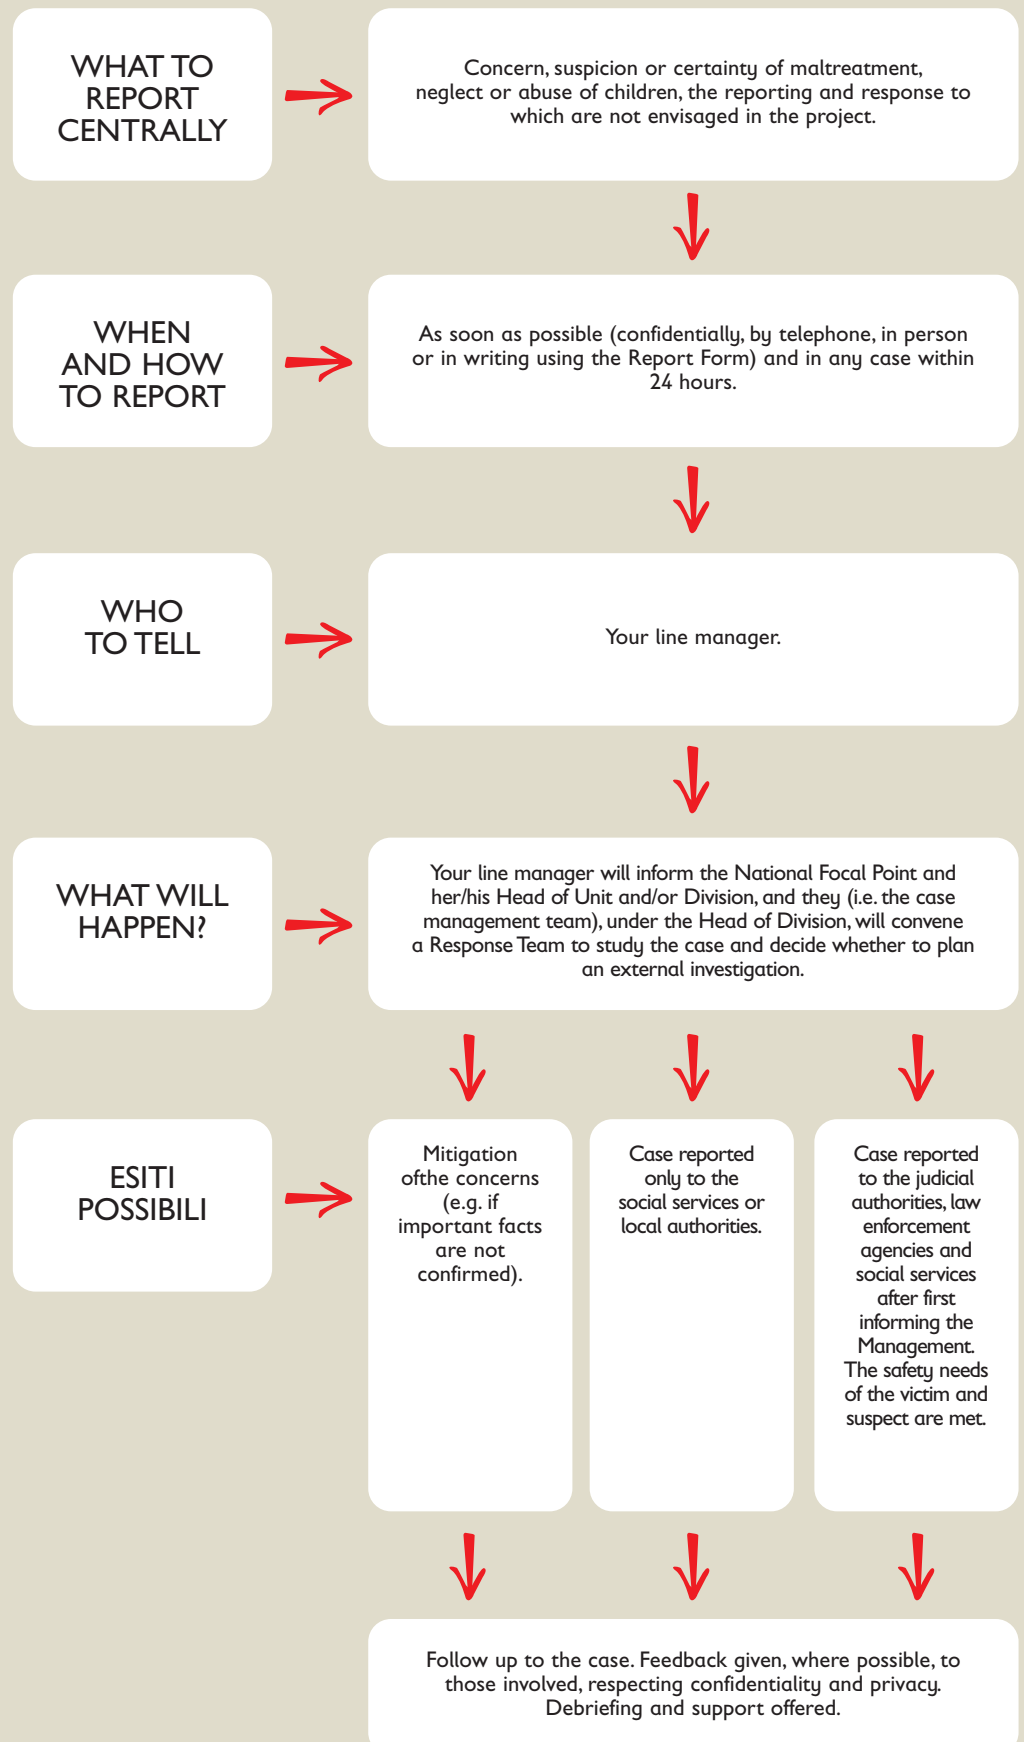 WHAT TO
REPORT
CENTRALLY
Concern, suspicion or certainty of maltreatment,
neglect or abuse of children, the reporting and response to
which are not envisaged in the project.
WHEN
AND HOW
TO REPORT
As soon as possible (confidentially, by telephone, in person
or in writing using the Report Form) and in any case within
24 hours.
WHO
TO TELL
Your line manager.
WHAT WILL
HAPPEN?
Your line manager will inform the National Focal Point and
her/his Head of Unit and/or Division, and they (i.e. the case
management team), under the Head of Division, will convene
a Response Team to study the case and decide whether to plan
an external investigation.
ESITI
POSSIBILI
Mitigation
ofthe concerns
(e.g. if
important facts
are not
confirmed).
Case reported
only to the
social services or
local authorities.
Case reported
to the judicial
authorities, law
enforcement
agencies and
social services
after first
informing the
Management.
The safety needs
of the victim and
suspect are met.
Follow up to the case. Feedback given, where possible, to
those involved, respecting confidentiality and privacy.
Debriefing and support offered.